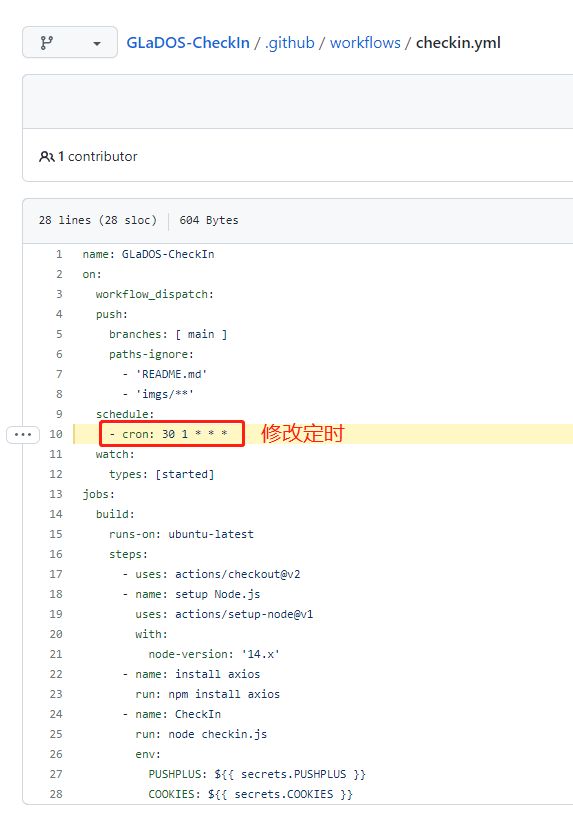 GLaDOS-CheckIn / .github / workflows / checkin.yml
1 contributor
28 lines (28 sloc) 604 Bytes
1 name: GLaDOS-CheckIn
2 on:
3 workflow_dispatch:
4 push:
5 branches: [ main ]
6 paths-ignore:
7 - 'README.md'
8 - 'imgs/**'
9 schedule:
10 - cron: 30 1 * * * 修改定时
11 watch:
12 types: [started]
13 jobs:
14 build:
15 runs-on: ubuntu-latest
16 steps:
17 - uses: actions/checkout@v2
18 - name: setup Node.js
19 uses: actions/setup-node@v1
20 with:
21 node-version: '14.x'
22 - name: install axios
23 run: npm install axios
24 - name: CheckIn
25 run: node checkin.js
26 env:
27 PUSHPLUS: ${{ secrets.PUSHPLUS }}
28 COOKIES: ${{ secrets.COOKIES }}